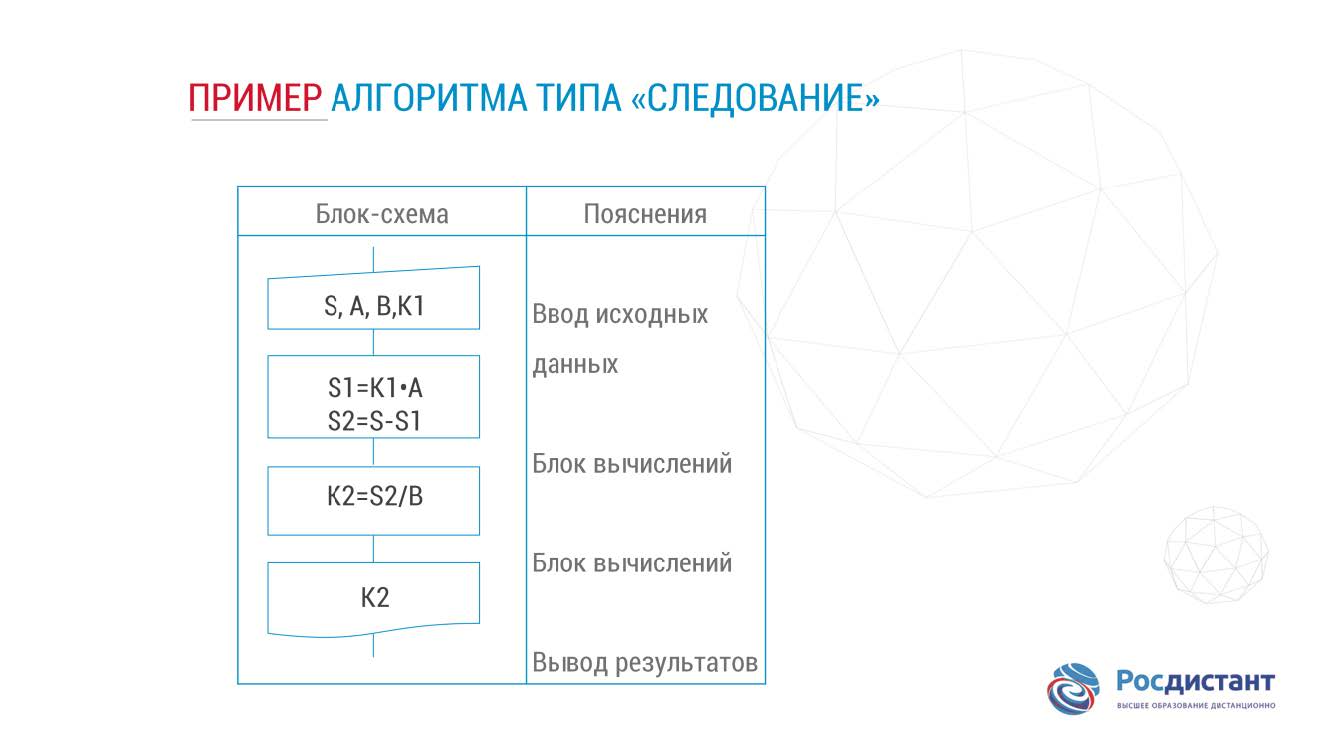 ПРИМЕР АЛГОРИТМА ТИПА «СЛЕДОВАНИЕ»
Блок-схема
Пояснения
S, A, B,K1
Ввод исходных
данных
S1=K1•A
S2=S-S1
Блок вычислений
K2=S2/B
Блок вычислений
K2
Вывод результатов
Росдистант
ВЫСШЕЕ ОБРАЗОВАНИЕ ДИСТАНЦИОННО